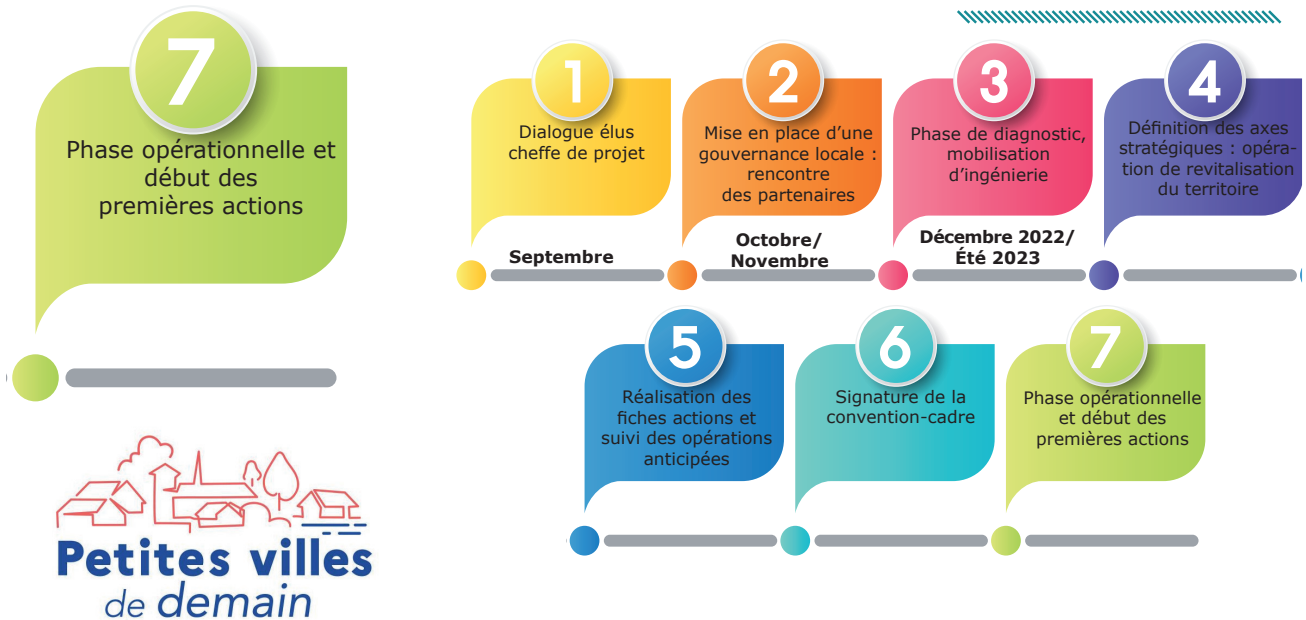 7
Phase opérationnelle et
début des
premières actions
Petites villes
de demain
1
Dialogue élus
cheffe de projet
Septembre
2
Mise en place d’une
gouvernance locale :
rencontre
des partenaires
Octobre/
Novembre
3
Phase de diagnostic,
mobilisation
d’ingénierie
Décembre 2022/
Été 2023
4
Définition des axes
stratégiques : opéra-
tion de revitalisation
du territoire
5
Réalisation des
fiches actions et
suivi des opérations
anticipées
6
Signature de la
convention-cadre
7
Phase opérationnelle
et début des
premières actions